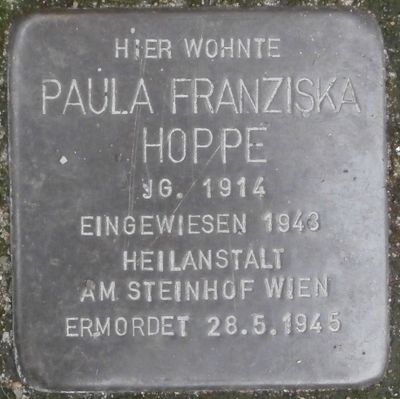 HIER WOHNTE
PAULA FRANZISKA
HOPPE
JG. 1914
EINGEWIESEN 1943
HEILANSTALT
AM STEINHOF WIEN
ERMORDET 28.5.1945